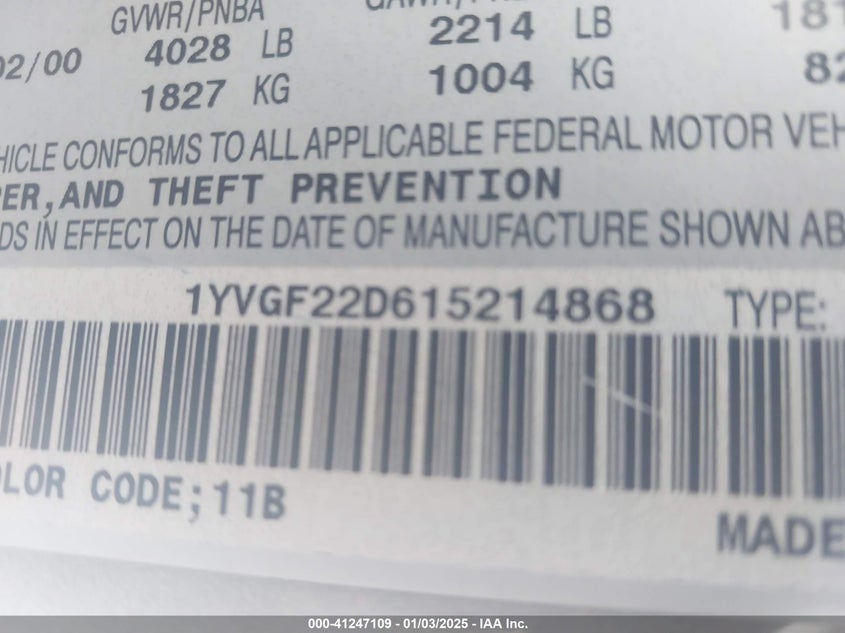 GVWR/PNBA
02/00 4028 LB 2214 LB 181
1827 KG 1004 KG 82
HICLE CONFORMS TO ALL APPLICABLE FEDERAL MOTOR VEH
PER,AND THEFT PREVENTION
DS IN EFFECT ON THE DATE OF MANUFACTURE SHOWN AB
1YVGF22D615214868 TYPE:
OLOR CODE;11B
MADE
000-41247109 - 01/03/2025 - IAA Inc.